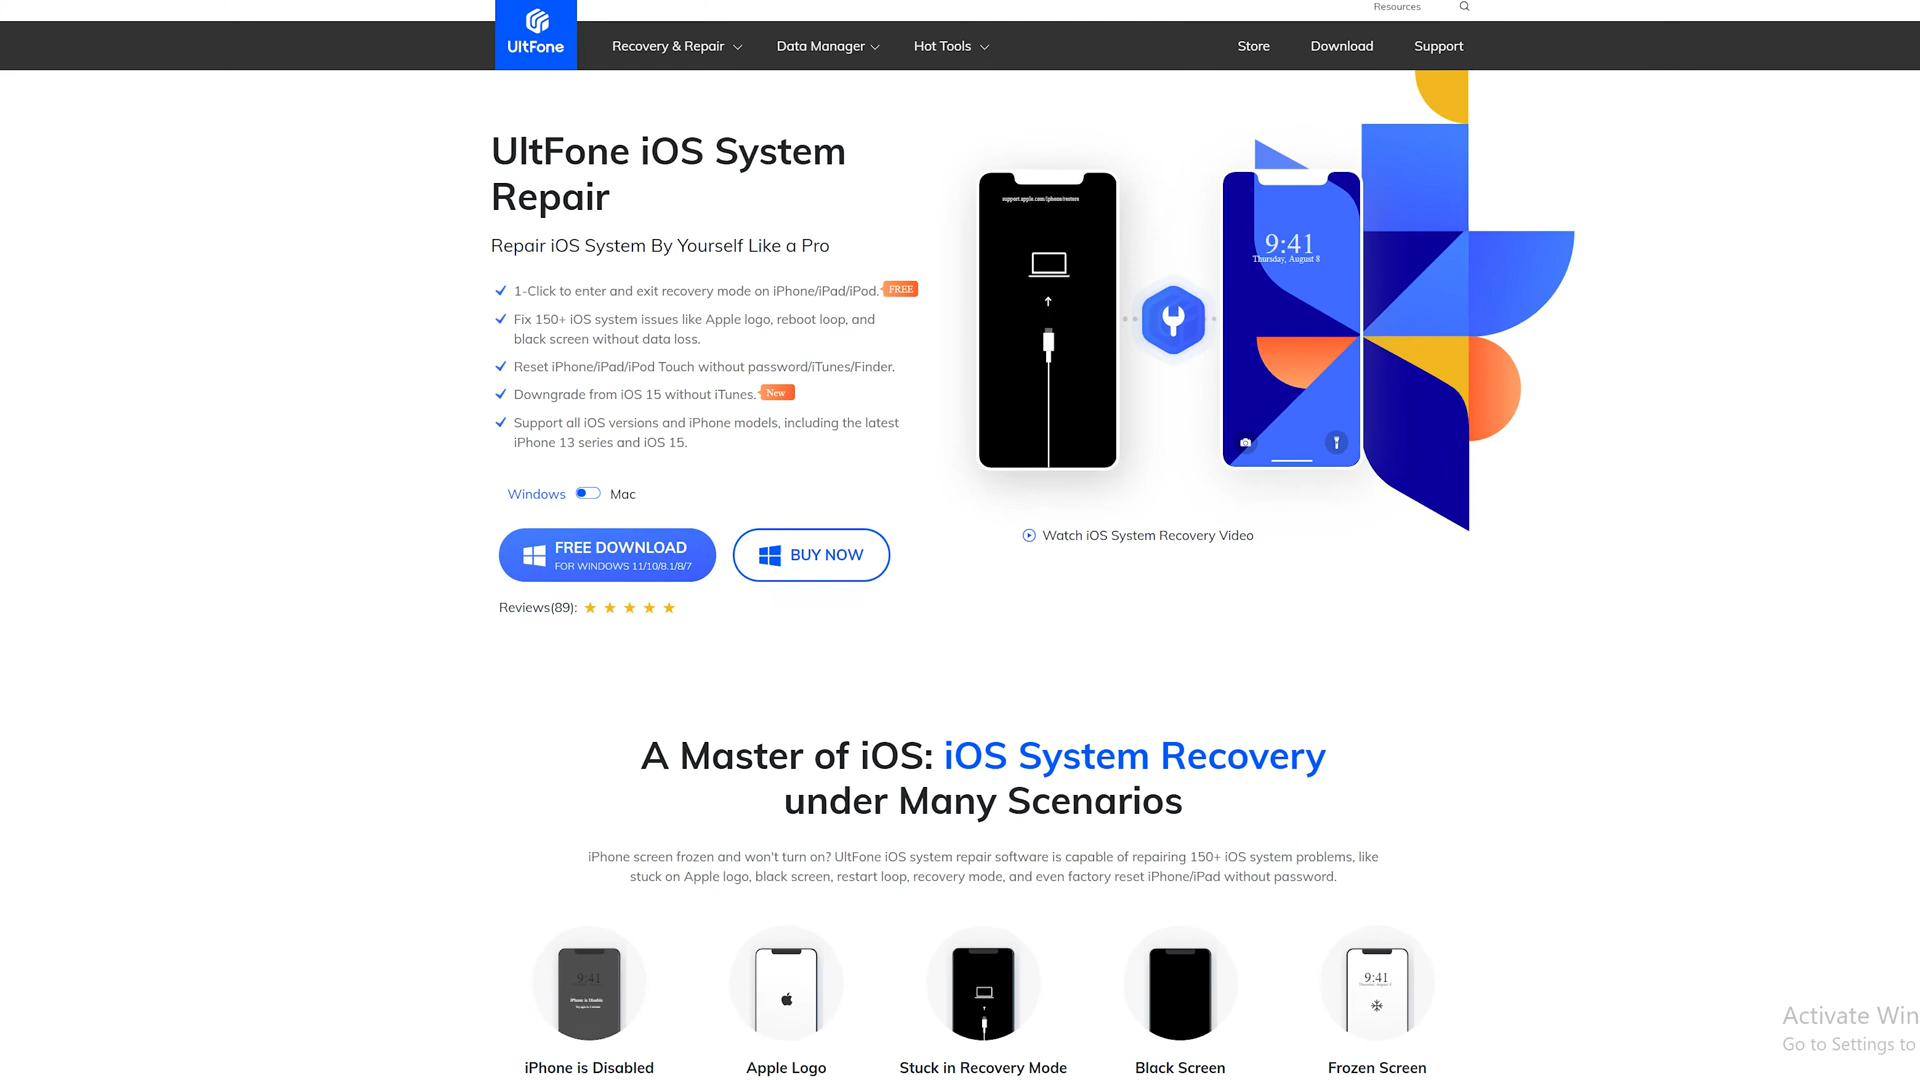 Resources
UltFone
Recovery & Repair
Data Manager
Hot Tools
Store
Download
Support
UltFone iOS System
Repair
Repair iOS System By Yourself Like a Pro
1-Click to enter and exit recovery mode on iPhone/iPad/iPod. FREE
Fix 150+ iOS system issues like Apple logo, reboot loop, and
black screen without data loss.
Reset iPhone/iPad/iPod Touch without password/iTunes/Finder.
Downgrade from iOS 15 without iTunes. New
Support all iOS versions and iPhone models, including the latest
iPhone 13 series and iOS 15.
Windows Mac
FREE DOWNLOAD
FOR WINDOWS 11/10/8.1/8/7
BUY NOW
Reviews(89):
support.apple.com/iphone/restore
9:41
Thursday, August 8
Watch iOS System Recovery Video
A Master of iOS: iOS System Recovery
under Many Scenarios
iPhone screen frozen and won't turn on? UltFone iOS system repair software is capable of repairing 150+ iOS system problems, like
stuck on Apple logo, black screen, restart loop, recovery mode, and even factory reset iPhone/iPad without password.
9:41
iPhone is Disable
9:41
iPhone is Disabled
Apple Logo
Stuck in Recovery Mode
Black Screen
Frozen Screen
Activate Win
Go to Settings to